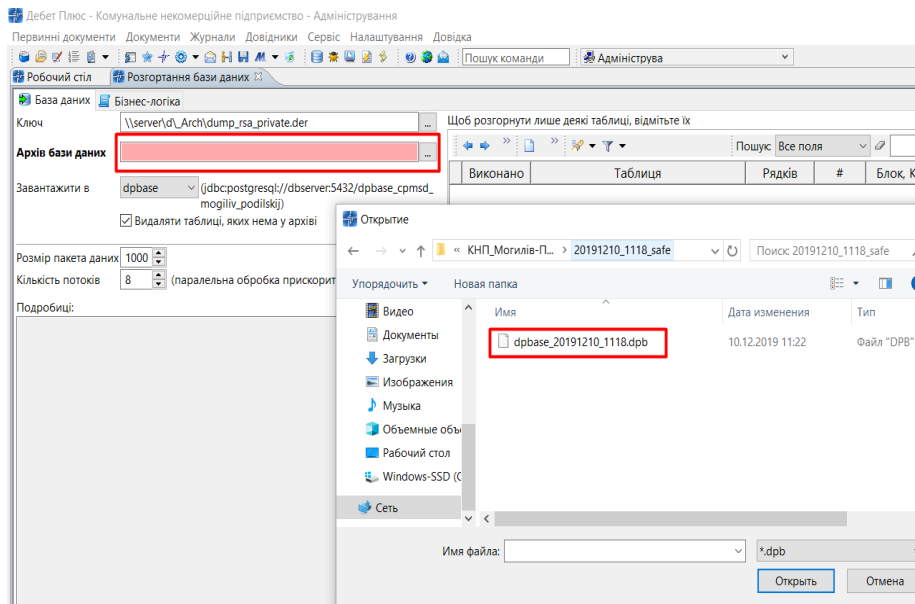 Дебет Плюс - Комунальне некомерційне підприємство - Адміністрування
Первинні документи Документи Журнали Довідники Сервіс Налаштування Довідка
Пошук команди Адмініструва
Робочий стіл Розгортання бази даних
База даних Бізнес-логіка
Ключ \\server\d\_Arch\dump_rsa_private.der ...
Щоб розгорнути лише деякі таблиці, відмітьте їх
Архів бази даних ...
Пошук: Все поля
Виконано Таблиця Рядків # Блок, К
Завантажити в dpbase (jdbc:postgresql://dbserver:5432/dpbase_cpmsd_
mogiliv_podilskij)
Видаляти таблиці, яких нема у архіві
Розмір пакета даних 1000
Кількість потоків 8 (паралельна обробка прискорит
Подробиці:
Открытие
« КНП_Могилів-П... > 20191210_1118_safe
Поиск: 20191210_1118_safe
Упорядочить Новая папка
Имя Дата изменения Тип
Видео
Документы
Загрузки
Изображения
Музыка
Объемные объ
Рабочий стол
Windows-SSD (C
Сеть
dpbase_20191210_1118.dpb 10.12.2019 11:22 Файл "DPB"
Имя файла: *.dpb
Открыть Отмена